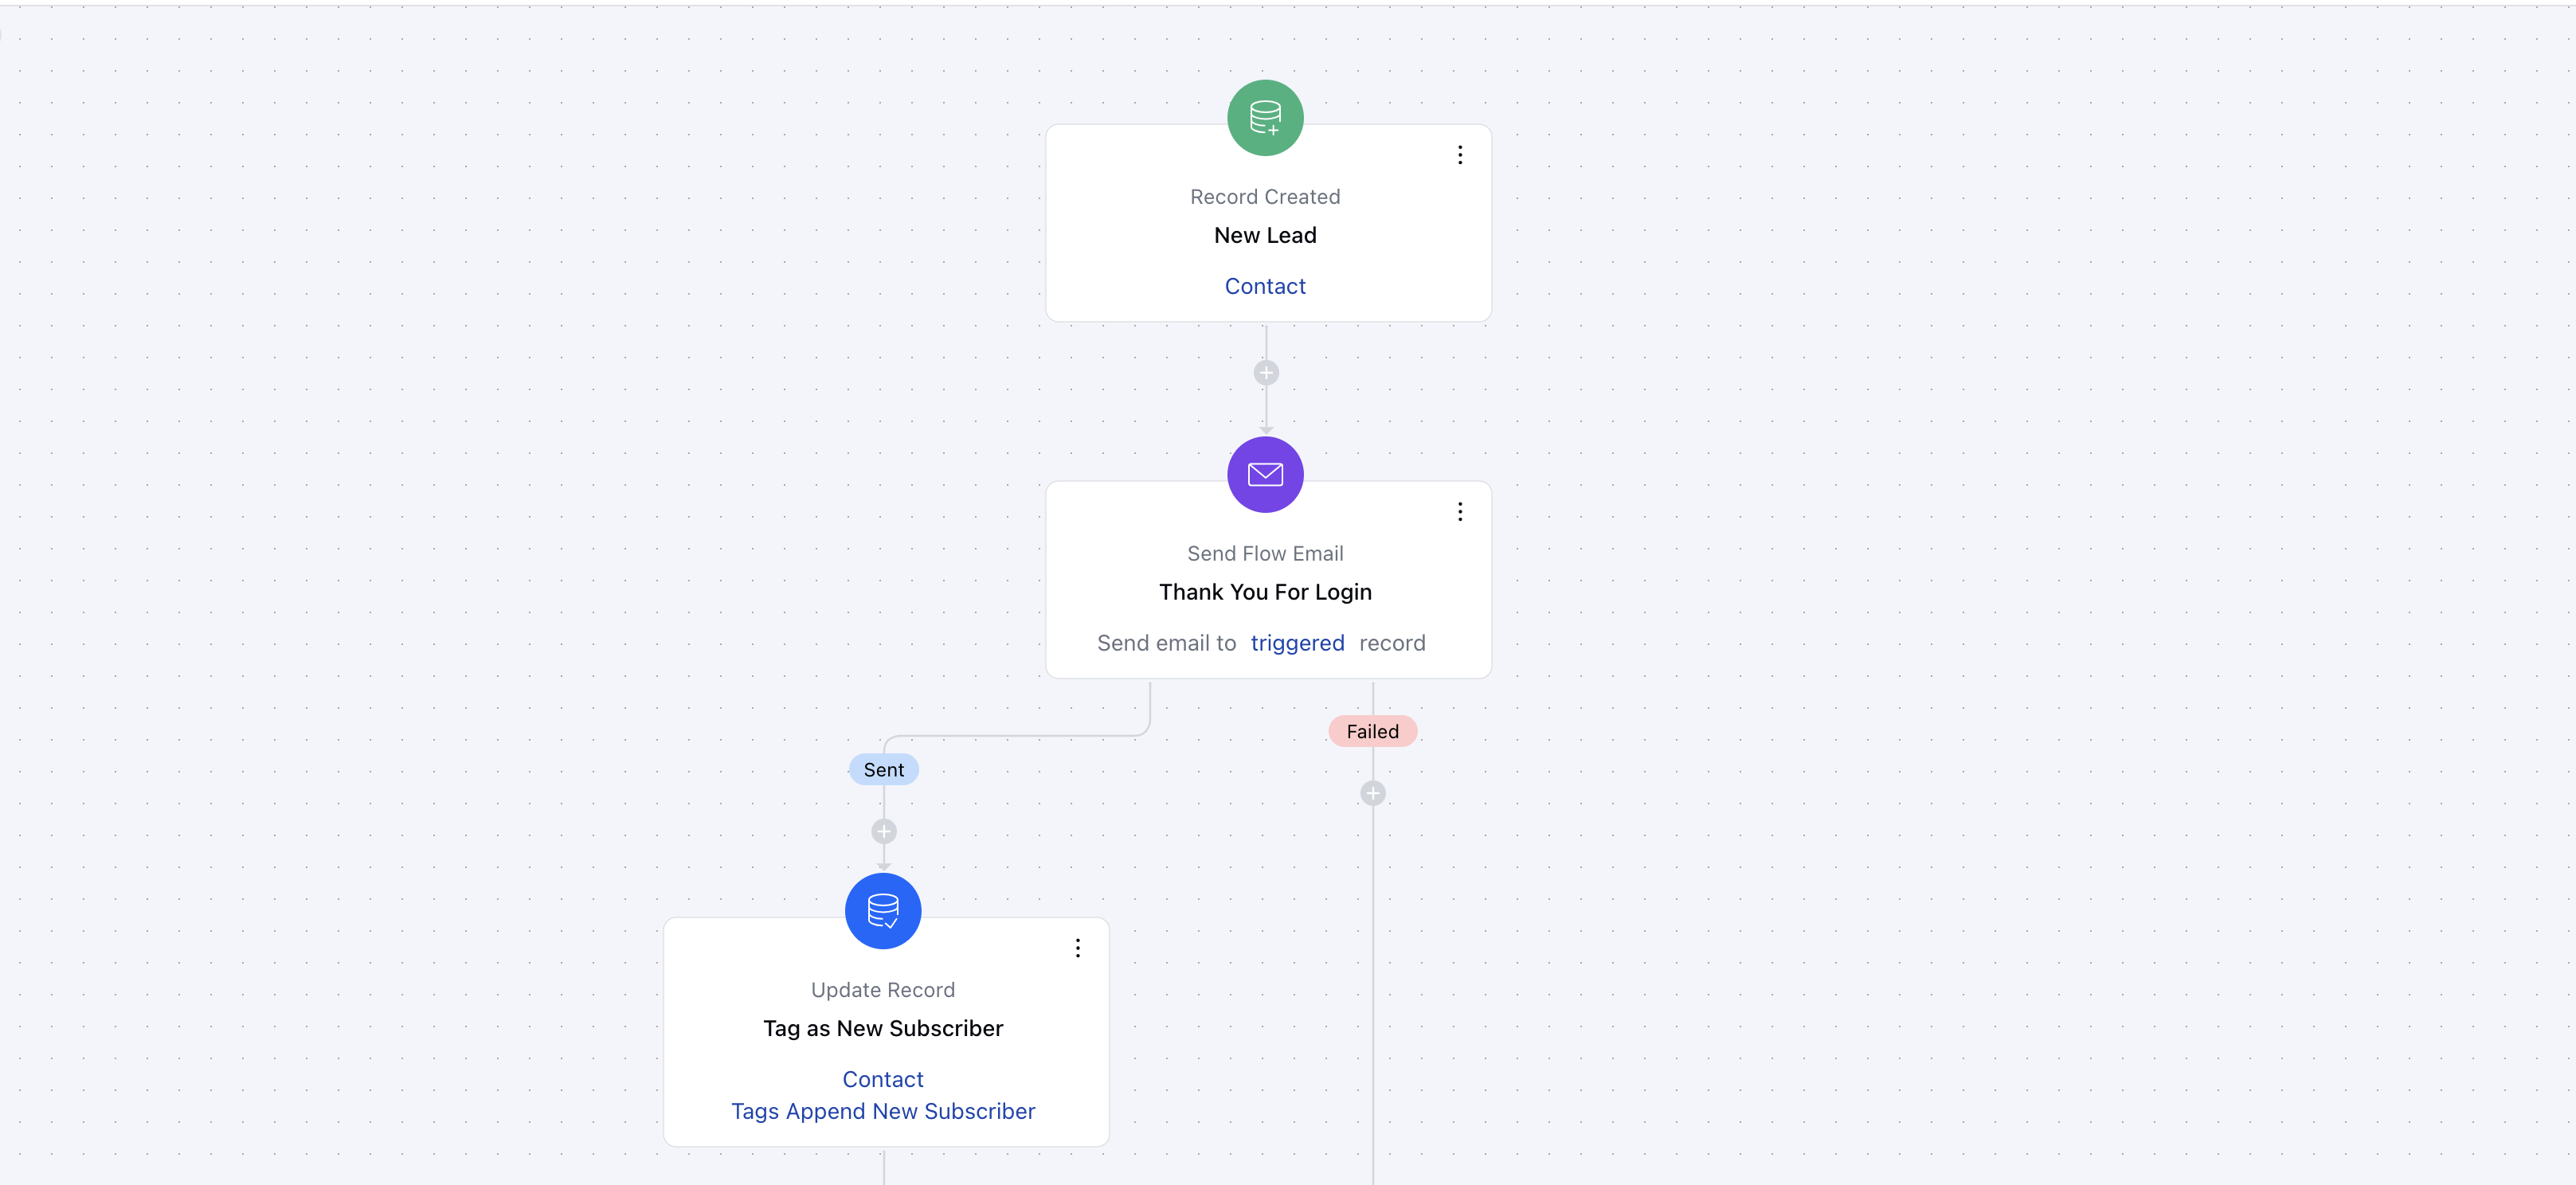 Record Created
New Lead
Contact
Send Flow Email
Thank You For Login
Send email to triggered record
Failed
Sent
Update Record
Tag as New Subscriber
Contact
Tags Append New Subscriber